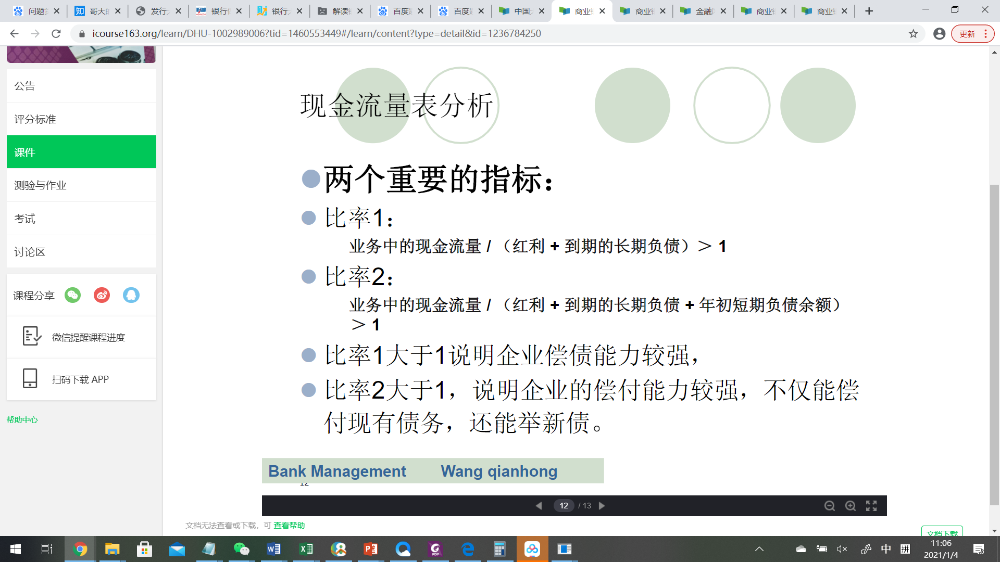 问题
哥大的
发行
银行
银行
解读
百度
百度
中国
商业
商业
金融
商业
商业
icourse163.org/learn/DHU-1002989006?tid=1460553449#/learn/content?type=detail&id=1236784250
更新
公告
评分标准
课件
测验与作业
考试
讨论区
课程分享
微信提醒课程进度
扫码下载 APP
帮助中心
现金流量表分析
两个重要的指标：
比率1：
业务中的现金流量 / （红利 + 到期的长期负债）＞ 1
比率2：
业务中的现金流量 / （红利 + 到期的长期负债 + 年初短期负债余额）
＞ 1
比率1大于1说明企业偿债能力较强，
比率2大于1，说明企业的偿付能力较强，不仅能偿
付现有债务，还能举新债。
Bank Management Wang qianhong
12
12 / 13
文档无法查看或下载，可 查看帮助
文档下载
中
拼
11:06
2021/1/4